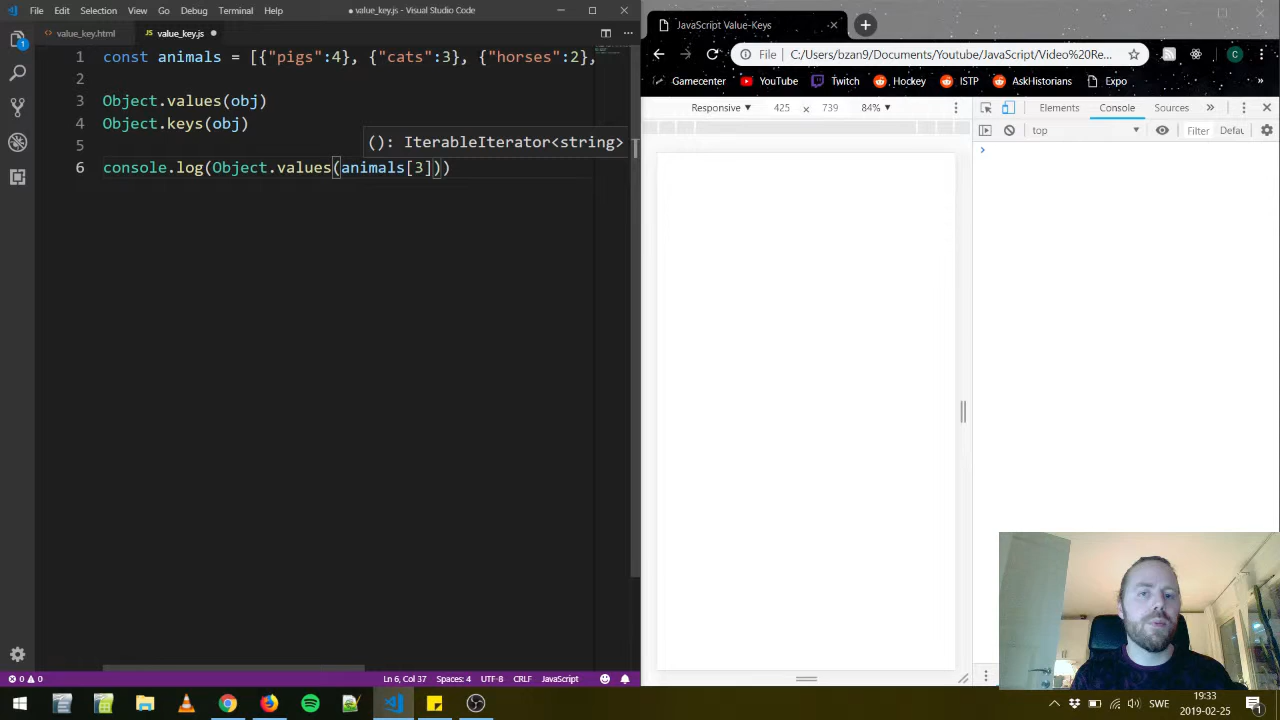 File Edit Selection View Go Debug Terminal Help
value_key.js - Visual Studio Code
value_key.html
value_key.js
1
const animals = [{"pigs":4}, {"cats":3}, {"horses":2},
2
3 Object.values(obj)
4 Object.keys(obj)
(): IterableIterator<string>
5
6 console.log(Object.values(animals[3]))
0 0
Ln 6, Col 37 Spaces: 4 UTF-8 CRLF JavaScript
JavaScript Value-Keys
File C:/Users/bzan9/Documents/Youtube/JavaScript/Video%20Re...
C
Gamecenter YouTube Twitch Hockey ISTP AskHistorians Expo »
Responsive 425 x 739 84%
Elements Console Sources »
top Filter Defau
>
SWE
19:33
2019-02-25
1